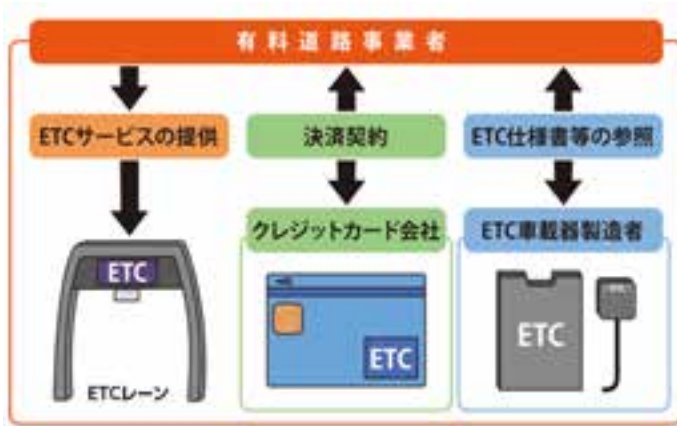 有料道路事業者
ETCサービスの提供
決済契約
ETC仕様書等の参照
クレジットカード会社
ETC車載器製造者
ETC
ETC
ETC
ETCレーン